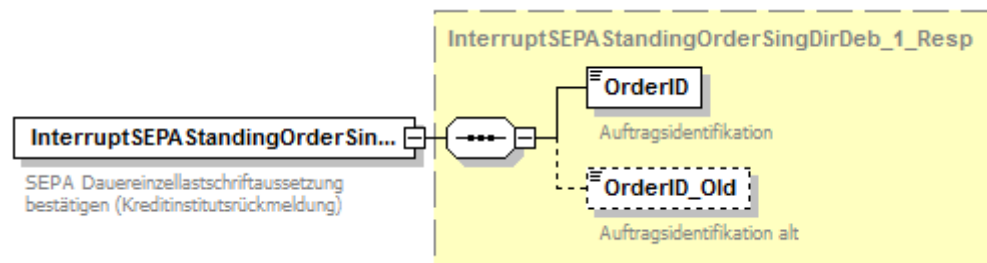 InterruptSEPAStandingOrderSingDirDeb_1_Resp
OrderID
Auftragsidentifikation
InterruptSEPAStandingOrderSin...
SEPA Dauereinzellastschriftaussetzung
bestätigen (Kreditinstitutsrückmeldung)
OrderID_Old
Auftragsidentifikation alt